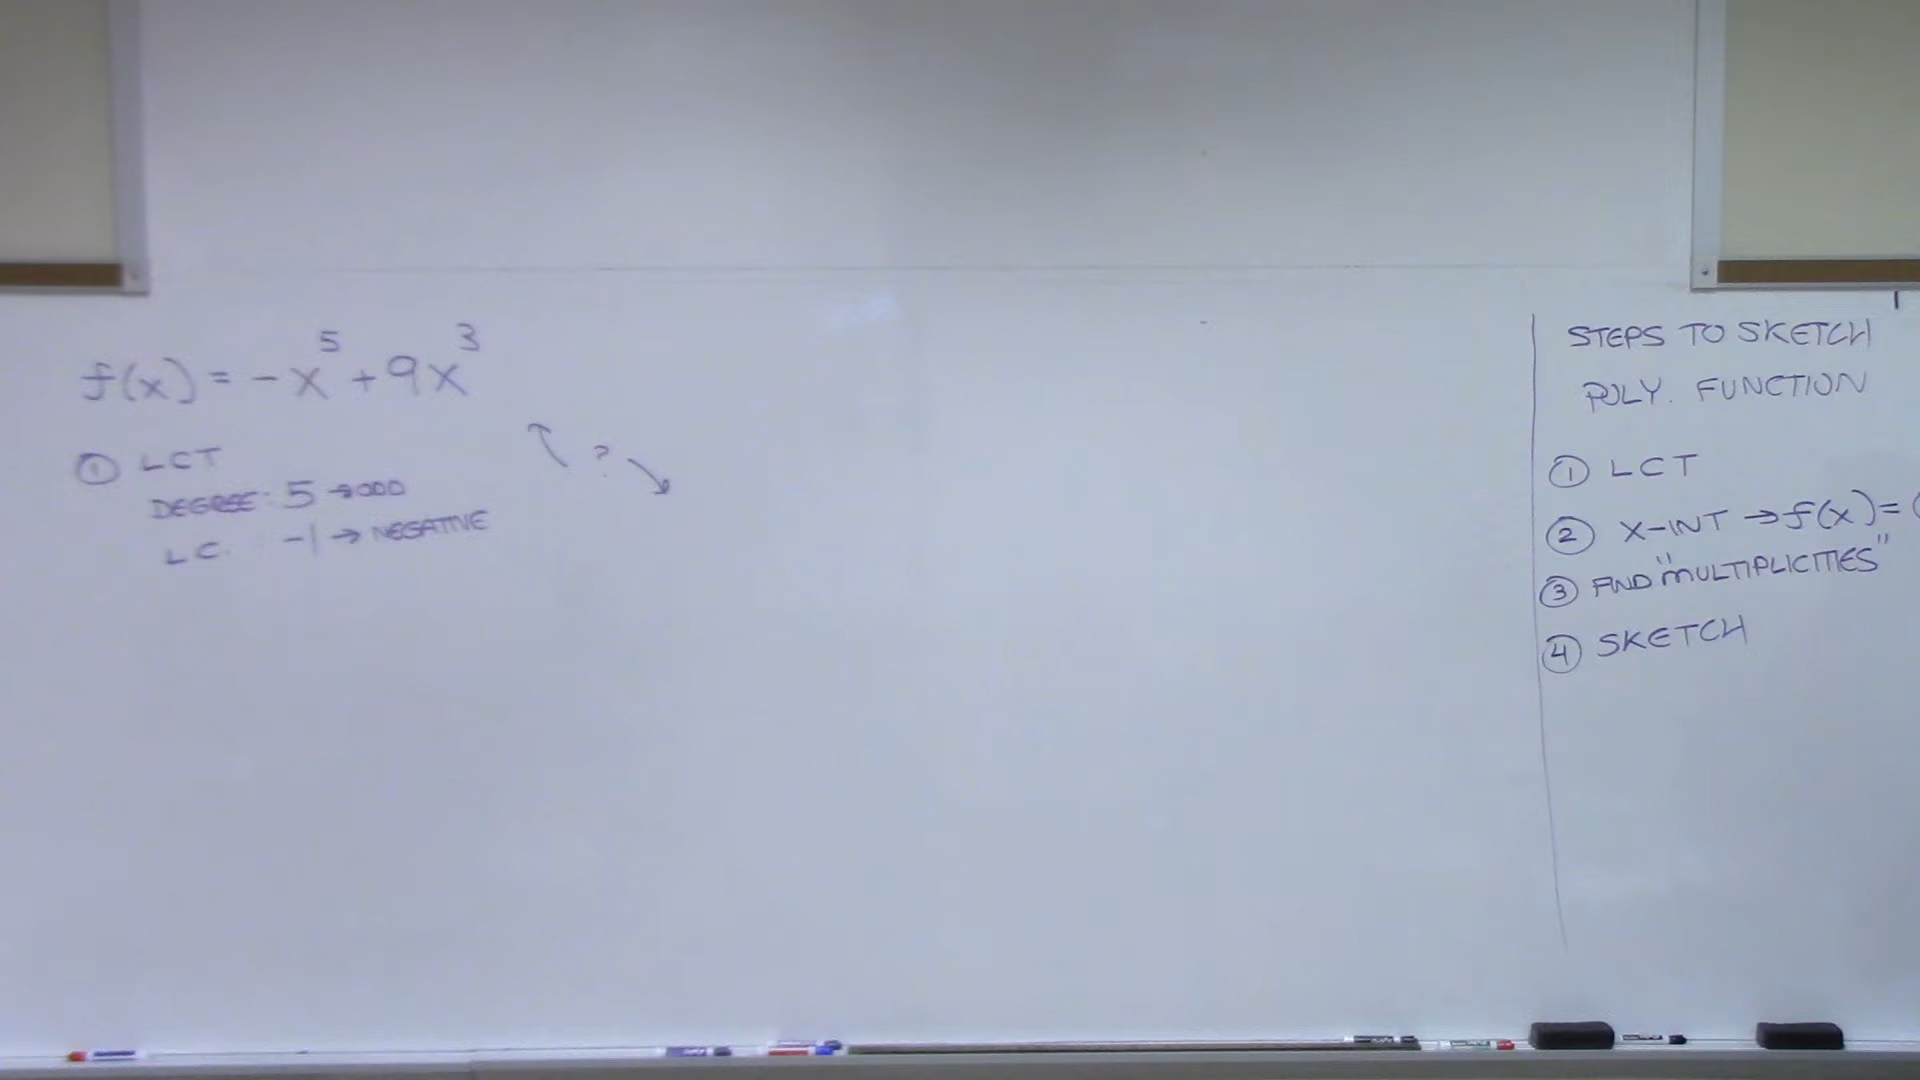 f(x) = -x⁵ + 9x³
① LCT
DEGREE: 5 → ODD
L.C. -1 → NEGATIVE
?
STEPS TO SKETCH
POLY. FUNCTION
① LCT
② X-INT → f(x) =
③ FIND "MULTIPLICITIES"
④ SKETCH